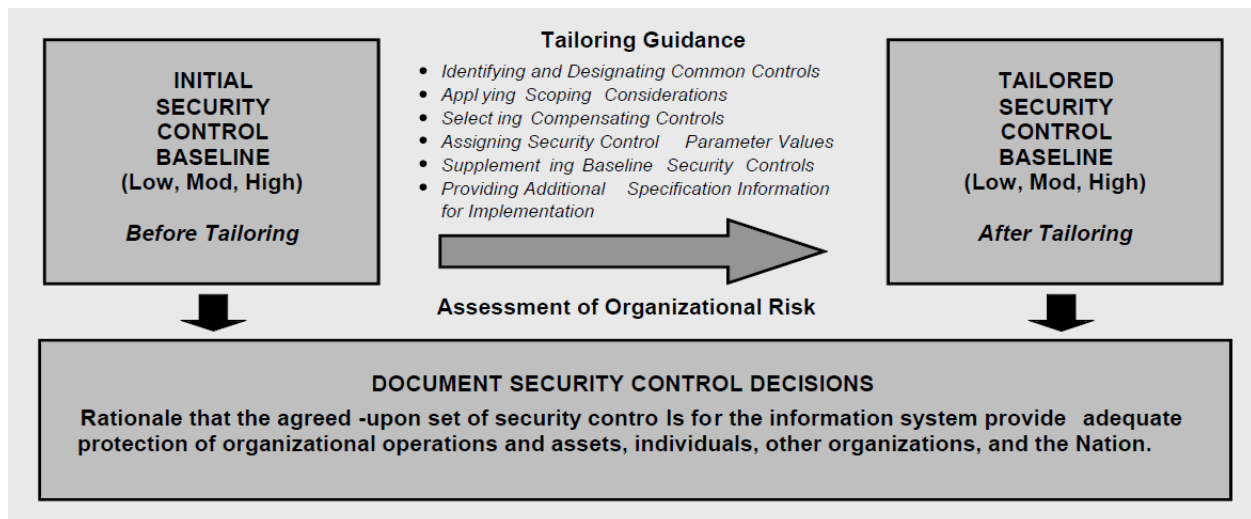 INITIAL
SECURITY
CONTROL
BASELINE
(Low, Mod, High)
Before Tailoring
Tailoring Guidance
• Identifying and Designating Common Controls
• Appl ying Scoping Considerations
• Select ing Compensating Controls
• Assigning Security Control Parameter Values
• Supplement ing Baseline Security Controls
• Providing Additional Specification Information
for Implementation
Assessment of Organizational Risk
TAILORED
SECURITY
CONTROL
BASELINE
(Low, Mod, High)
After Tailoring
DOCUMENT SECURITY CONTROL DECISIONS
Rationale that the agreed -upon set of security contro ls for the information system provide adequate
protection of organizational operations and assets, individuals, other organizations, and the Nation.